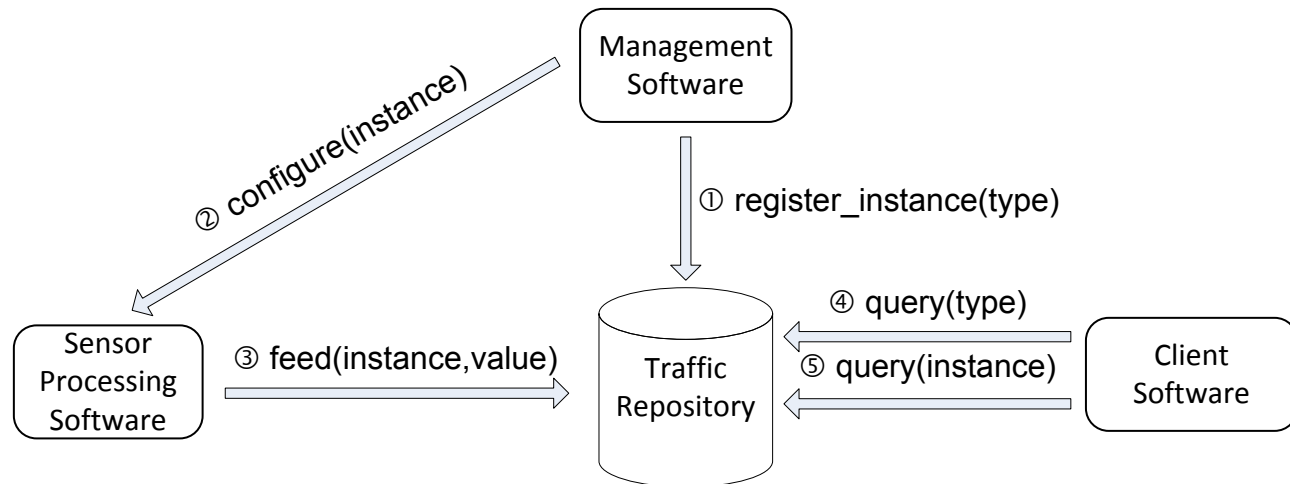 Management
Software
② configure(instance)
① register_instance(type)
④ query(type)
Sensor
Processing
Software
③ feed(instance,value)
Traffic
Repository
⑤ query(instance)
Client
Software